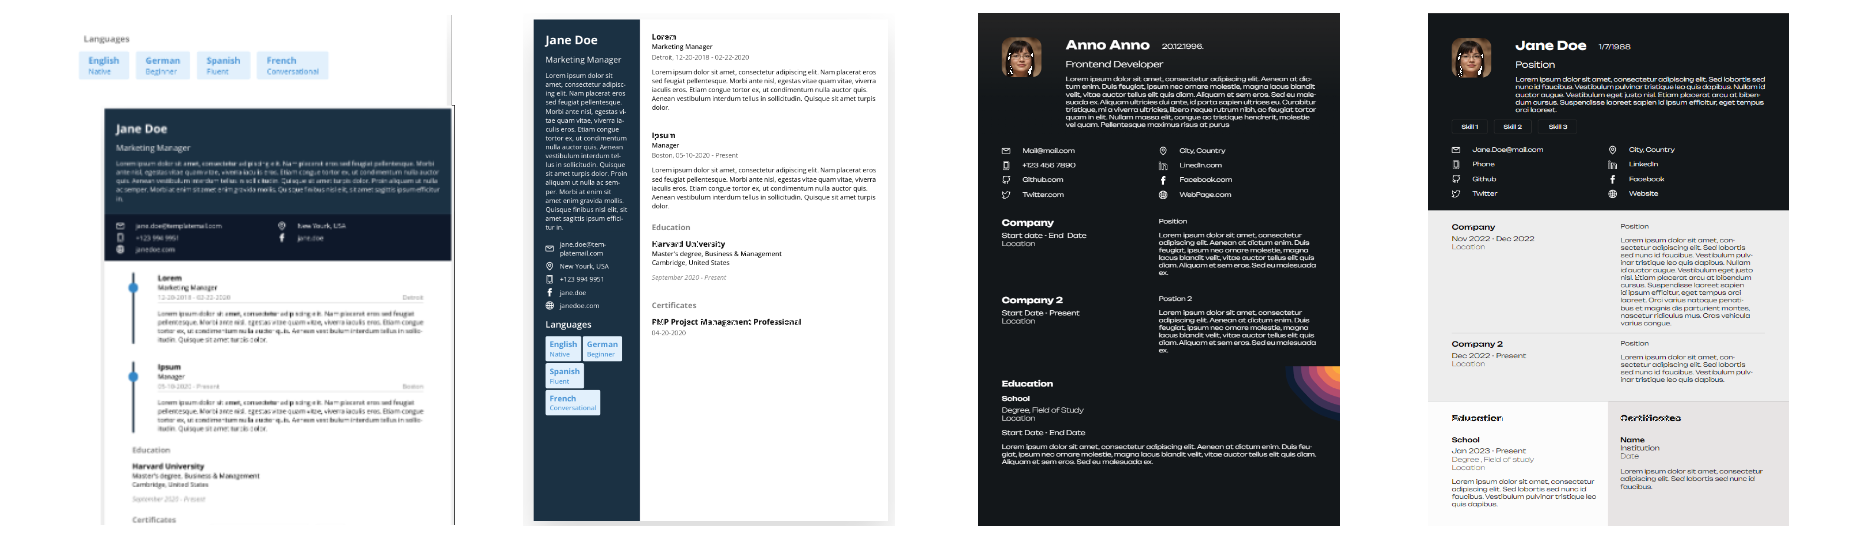 Languages
English
Native
German
Beginner
Spanish
Fluent
French
Conversational
Jane Doe
Marketing Manager
Lorem ipsum dolor sit amet, consectetur adipiscing elit. Nam placerat eros sed feugiat pellentesque. Morbi
ante nisl, egestas vitae quam vitae, viverra iaculis eros. Etiam congue tortor ex, ut condimentum nulla auctor
quis. Aenean vestibulum interdum tellus in sollicitudin. Quisque sit amet turpis dolor. Proin aliquam ut nulla
ac semper. Morbi at enim sit amet enim gravida mollis. Quisque finibus nisl elit, sit amet sagittis ipsum efficitur
in.
jane.doe@templatemail.com
New Yourk, USA
+123 994 9951
jane.doe
janedoe.com
Lorem
Marketing Manager
12-20-2018 - 02-22-2020
Detroit
Lorem ipsum dolor sit amet, consectetur adipiscing elit. Nam placerat eros sed feugiat
pellentesque. Morbi ante nisl, egestas vitae quam vitae, viverra iaculis eros. Etiam congue
tortor ex, ut condimentum nulla auctor quis. Aenean vestibulum interdum tellus in sollic-
itudin. Quisque sit amet turpis dolor.
Ipsum
Manager
05-10-2020 - Present
Boston
Lorem ipsum dolor sit amet, consectetur adipiscing elit. Nam placerat eros sed feugiat
pellentesque. Morbi ante nisl, egestas vitae quam vitae, viverra iaculis eros. Etiam congue
tortor ex, ut condimentum nulla auctor quis. Aenean vestibulum interdum tellus in sollic-
itudin. Quisque sit amet turpis dolor.
Education
Harvard University
Master's degree, Business & Management
Cambridge, United States
September 2020 - Present
Certificates
Jane Doe
Marketing Manager
Lorem ipsum dolor sit
amet, consectetur adipisc-
ing elit. Nam placerat eros
sed feugiat pellentesque.
Morbi ante nisl, egestas vi-
tae quam vitae, viverra ia-
culis eros. Etiam congue
tortor ex, ut condimentum
nulla auctor quis. Aenean
vestibulum interdum tel-
lus in sollicitudin. Quisque
sit amet turpis dolor. Proin
aliquam ut nulla ac sem-
per. Morbi at enim sit
amet enim gravida mollis.
Quisque finibus nisl elit, sit
amet sagittis ipsum effici-
tur in.
jane.doe@tem-
platemail.com
New Yourk, USA
+123 994 9951
jane.doe
janedoe.com
Languages
English
Native
German
Beginner
Spanish
Fluent
French
Conversational
Lorem
Marketing Manager
Detroit, 12-20-2018 - 02-22-2020
Lorem ipsum dolor sit amet, consectetur adipiscing elit. Nam placerat eros
sed feugiat pellentesque. Morbi ante nisl, egestas vitae quam vitae, viverra
iaculis eros. Etiam congue tortor ex, ut condimentum nulla auctor quis.
Aenean vestibulum interdum tellus in sollicitudin. Quisque sit amet turpis
dolor.
Ipsum
Manager
Boston, 05-10-2020 - Present
Lorem ipsum dolor sit amet, consectetur adipiscing elit. Nam placerat eros
sed feugiat pellentesque. Morbi ante nisl, egestas vitae quam vitae, viverra
iaculis eros. Etiam congue tortor ex, ut condimentum nulla auctor quis.
Aenean vestibulum interdum tellus in sollicitudin. Quisque sit amet turpis
dolor.
Education
Harvard University
Master's degree, Business & Management
Cambridge, United States
September 2020 - Present
Certificates
PMP Project Management Professional
04-20-2020
Anno Anno 20.12.1996.
Frontend Developer
Lorem ipsum dolor sit amet, consectetur adipiscing elit. Aenean at dic-
tum enim. Duis feugiat, ipsum nec ornare molestie, magna lacus blandit
velit, vitae auctor tellus elit quis diam. Aliquam et sem eros. Sed eu male-
suada ex. Aliquam ultricies dui ante, id porta sapien ultrices eu. Curabitur
tristique, mi a viverra ultricies, libero neque rutrum nibh, ac feugiat tortor
quam in elit. Nullam massa elit, congue ac tristique hendrerit, molestie
vel quam. Pellentesque maximus risus at purus
Mail@mail.com
City, Country
+123 456 7890
LinedIn.com
Github.com
Facebook.com
Twitter.com
WebPage.com
Company
Start date - End Date
Location
Position
Lorem ipsum dolor sit amet, consectetur
adipiscing elit. Aenean at dictum enim. Duis
feugiat, ipsum nec ornare molestie, magna
lacus blandit velit, vitae auctor tellus elit quis
diam. Aliquam et sem eros. Sed eu malesuada
ex.
Company 2
Start Date - Present
Location
Postion 2
Lorem ipsum dolor sit amet, consectetur
adipiscing elit. Aenean at dictum enim. Duis
feugiat, ipsum nec ornare molestie, magna
lacus blandit velit, vitae auctor tellus elit quis
diam. Aliquam et sem eros. Sed eu malesuada
ex.
Education
School
Degree, Field of Study
Location
Start Date - End Date
Lorem ipsum dolor sit amet, consectetur adipiscing elit. Aenean at dictum enim. Duis feu-
giat, ipsum nec ornare molestie, magna lacus blandit velit, vitae auctor tellus elit quis diam.
Aliquam et sem eros. Sed eu malesuada ex.
Jane Doe 1/7/1988
Position
Lorem ipsum dolor sit amet, consectetur adipiscing elit. Sed lobortis sed
nunc id faucibus. Vestibulum pulvinar tristique leo quis dapibus. Nullam id
auctor augue. Vestibulum eget justo nisl. Etiam placerat arcu at biben-
dum cursus. Suspendisse laoreet sapien id ipsum efficitur, eget tempus
orci laoreet.
Skill 1
Skill 2
Skill 3
Jane.Doe@mail.com
City, Country
Phone
LinkedIn
Github
Facebook
Twitter
Website
Company
Nov 2022 - Dec 2022
Location
Position
Lorem ipsum dolor sit amet, con-
sectetur adipiscing elit. Sed lobortis
sed nunc id faucibus. Vestibulum pulv-
inar tristique leo quis dapibus. Nullam
id auctor augue. Vestibulum eget justo
nisl. Etiam placerat arcu at bibendum
cursus. Suspendisse laoreet sapien
id ipsum efficitur, eget tempus orci
laoreet. Orci varius natoque penati-
bus et magnis dis parturient montes,
nascetur ridiculus mus. Cras vehicula
varius congue.
Company 2
Dec 2022 - Present
Location
Position
Lorem ipsum dolor sit amet, con-
sectetur adipiscing elit. Sed lobortis
sed nunc id faucibus. Vestibulum pulv-
inar tristique leo quis dapibus.
Education
School
Jan 2023 - Present
Degree, Field of study
Location
Lorem ipsum dolor sit amet, consectetur
adipiscing elit. Sed lobortis sed nunc id
faucibus. Vestibulum pulvinar tristique leo
quis dapibus.
Certificates
Name
Institution
Date
Lorem ipsum dolor sit amet, consectetur
adipiscing elit. Sed lobortis sed nunc id
faucibus.